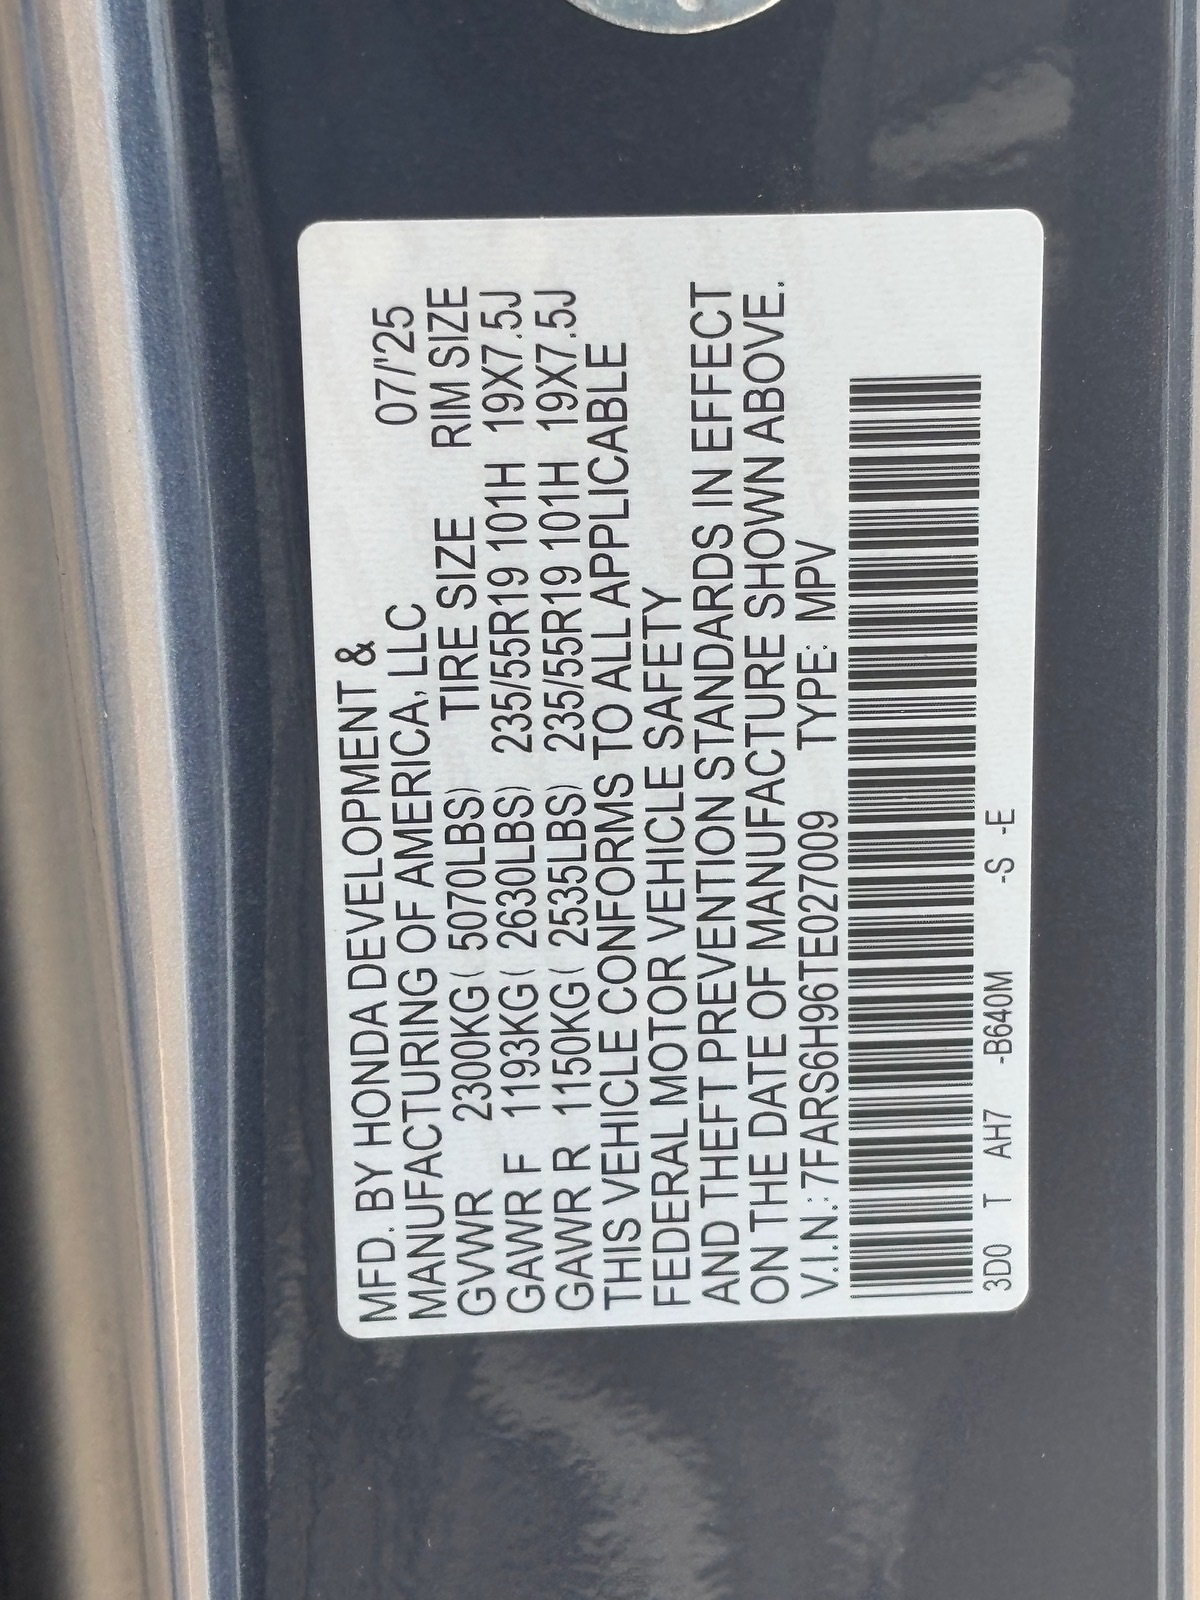 MFD. BY HONDA DEVELOPMENT &
MANUFACTURING OF AMERICA, LLC 07/'25
GVWR 2300KG( 5070LBS) TIRE SIZE RIM SIZE
GAWR F 1193KG( 2630LBS) 235/55R19 101H 19X7.5J
GAWR R 1150KG( 2535LBS) 235/55R19 101H 19X7.5J
THIS VEHICLE CONFORMS TO ALL APPLICABLE
FEDERAL MOTOR VEHICLE SAFETY
AND THEFT PREVENTION STANDARDS IN EFFECT
ON THE DATE OF MANUFACTURE SHOWN ABOVE.
V.I.N.: 7FARS6H96TE027009 TYPE: MPV
3D0 T AH7 -B640M -S -E